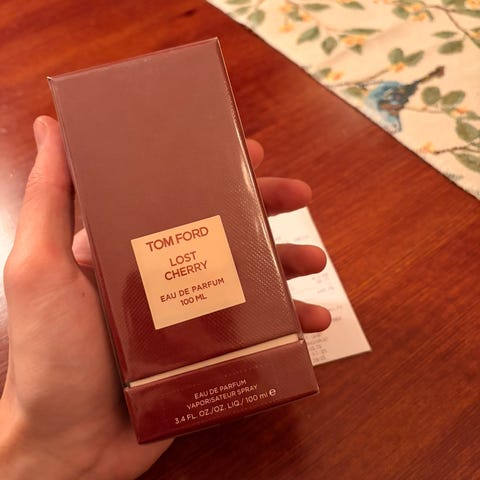 TOM FORD
LOST
CHERRY
EAU DE PARFUM
100 ML
EAU DE PARFUM
VAPORISATEUR SPRAY
3.4 FL. OZ./OZ. LIQ./ 100 ml e